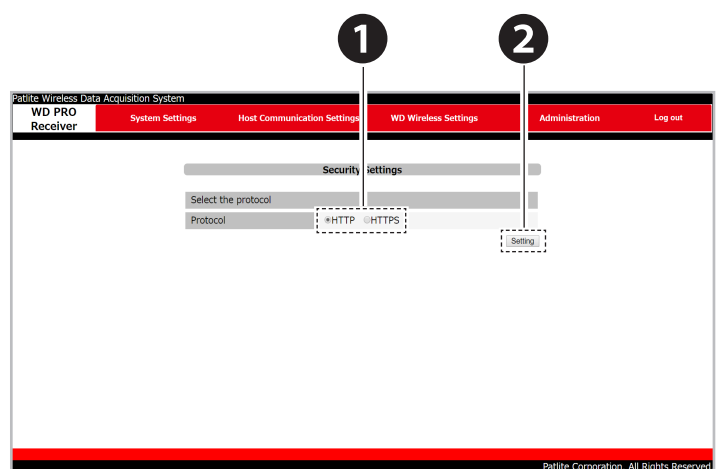 1 2
Patlite Wireless Data Acquisition System
WD PRO
Receiver
System Settings Host Communication Settings WD Wireless Settings Administration Log out
Security Settings
Select the protocol
Protocol HTTP HTTPS
Setting
Patlite Corporation. All Rights Reserved